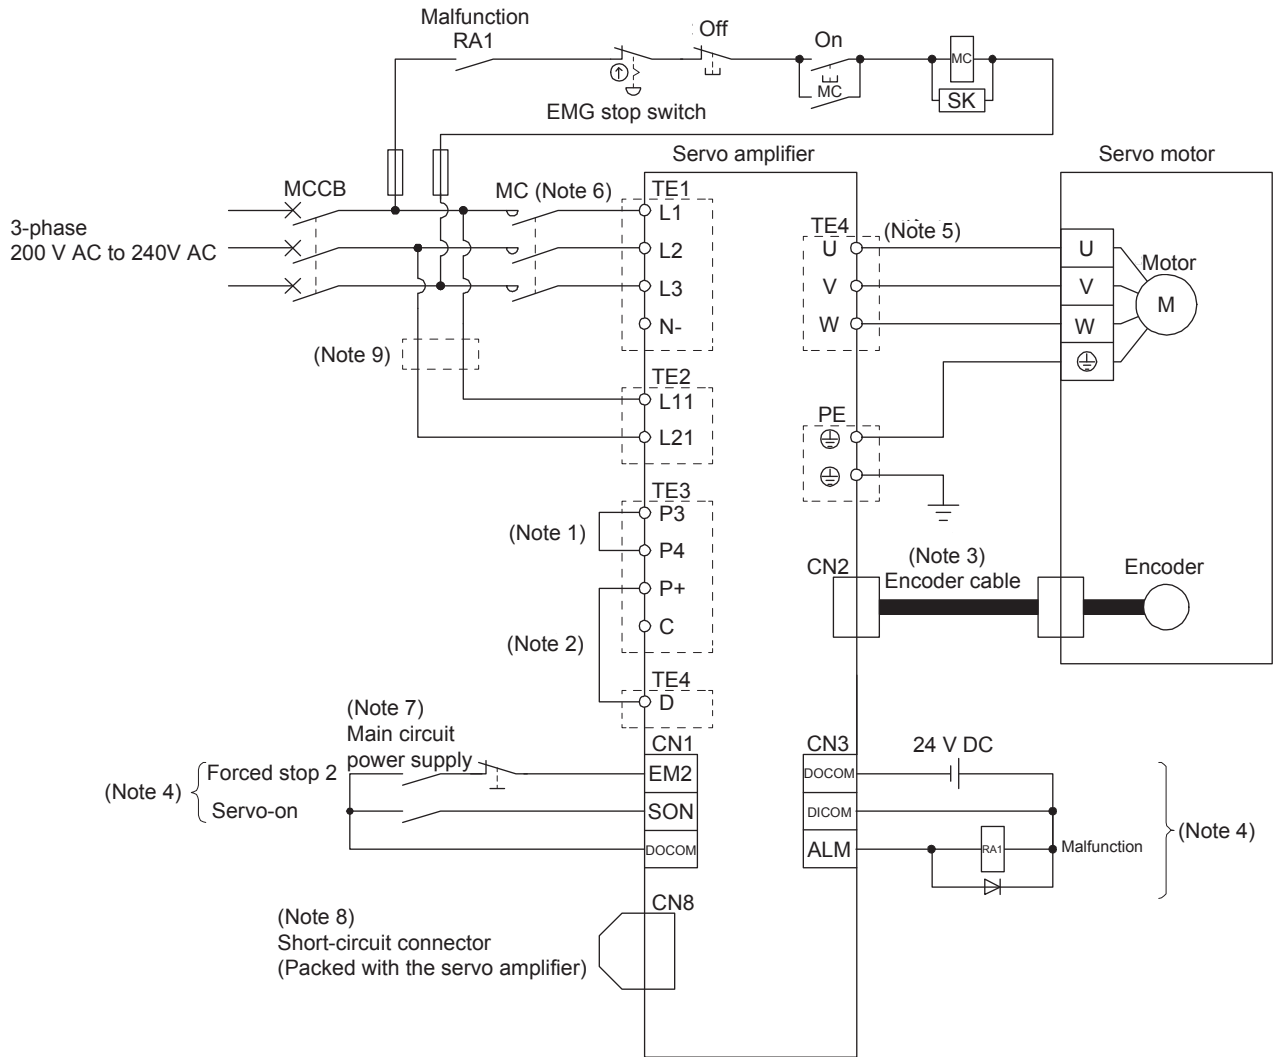 Malfunction
RA1
Off
On
MC
MC
SK
EMG stop switch
Servo amplifier
Servo motor
MCCB
MC (Note 6)
3-phase
200 V AC to 240V AC
TE1
L1
L2
L3
N-
TE4
(Note 5)
U
V
W
U
V
W
Motor
M
(Note 9)
TE2
L11
L21
PE
TE3
(Note 1)
P3
P4
P+
C
(Note 2)
TE4
D
CN2
(Note 3)
Encoder cable
Encoder
(Note 7)
Main circuit
power supply
(Note 4)
Forced stop 2
Servo-on
CN1
EM2
SON
DOCOM
CN3
24 V DC
DOCOM
DICOM
ALM
RA1
Malfunction
(Note 4)
CN8
(Note 8)
Short-circuit connector
(Packed with the servo amplifier)